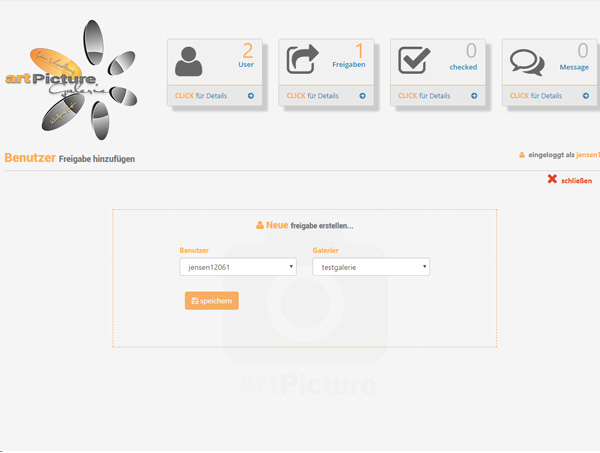 artPicture
Galerie
2
User
CLICK für Details
1
Freigaben
CLICK für Details
0
checked
CLICK für Details
0
Message
CLICK für Details
Benutzer Freigabe hinzufügen
eingeloggt als jensen1
schließen
Neue freigabe erstellen...
Benutzer
Galerier
jensen12061
testgalerie
speichern
ArtPicture